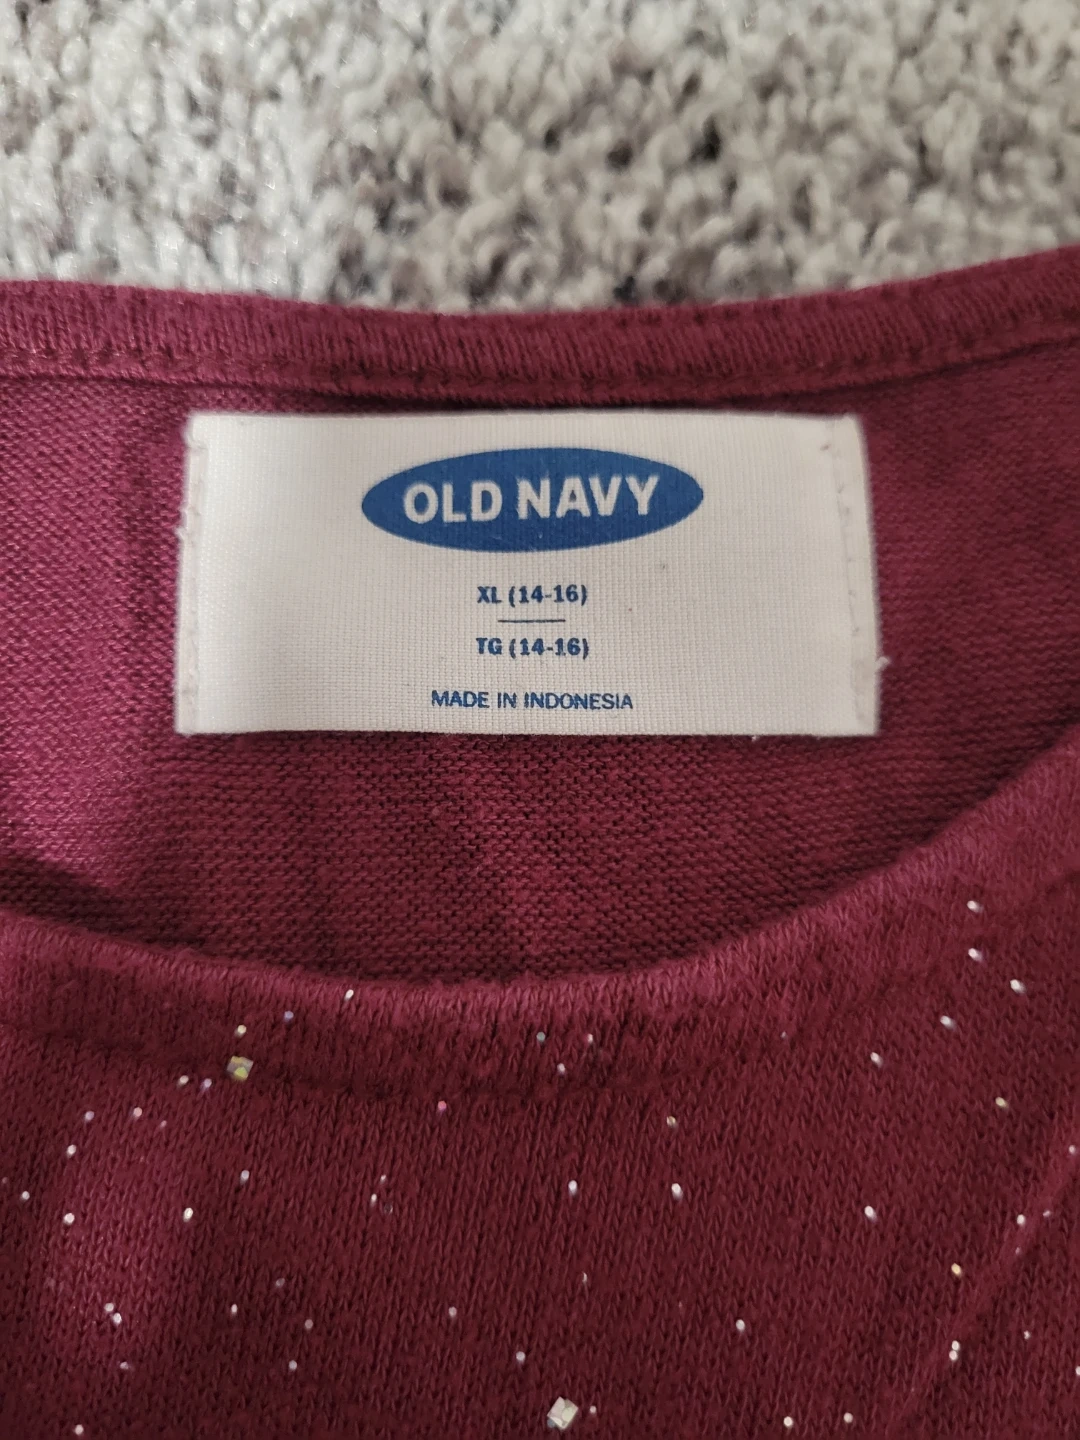 OLD NAVY
XL (14-16)
TG (14-16)
MADE IN INDONESIA